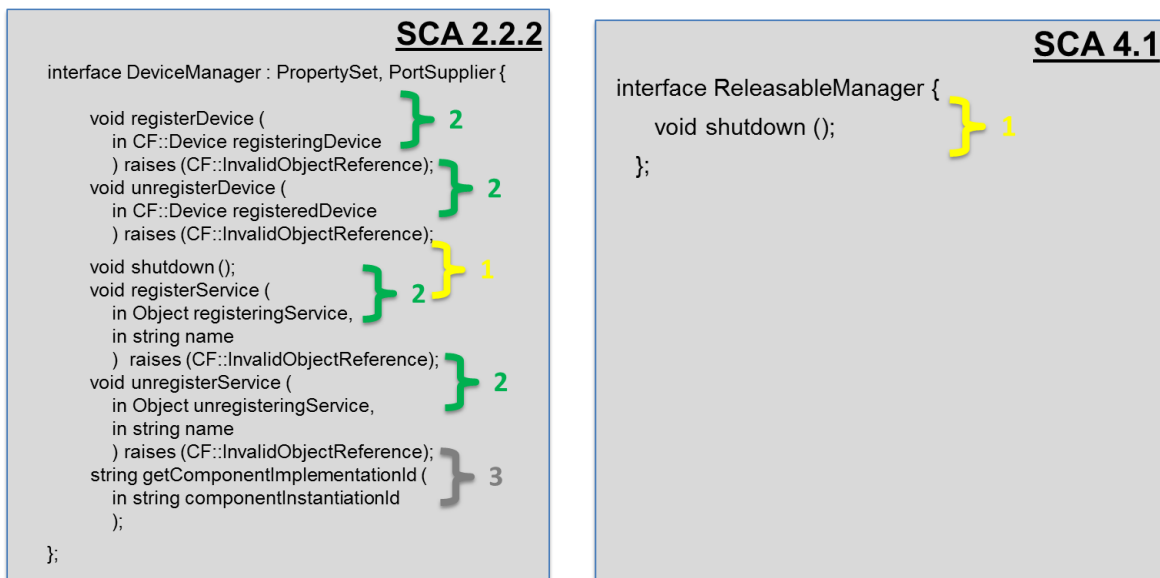 SCA 2.2.2
interface DeviceManager : PropertySet, PortSupplier {
void registerDevice (
2
in CF::Device registeringDevice
) raises (CF::InvalidObjectReference);
void unregisterDevice (
2
in CF::Device registeredDevice
) raises (CF::InvalidObjectReference);
void shutdown ();
1
void registerService (
2
in Object registeringService,
in string name
) raises (CF::InvalidObjectReference);
void unregisterService (
2
in Object unregisteringService,
in string name
) raises (CF::InvalidObjectReference);
string getComponentImplementationId (
3
in string componentInstantiationId
);
};
SCA 4.1
interface ReleasableManager {
void shutdown ();
1
};